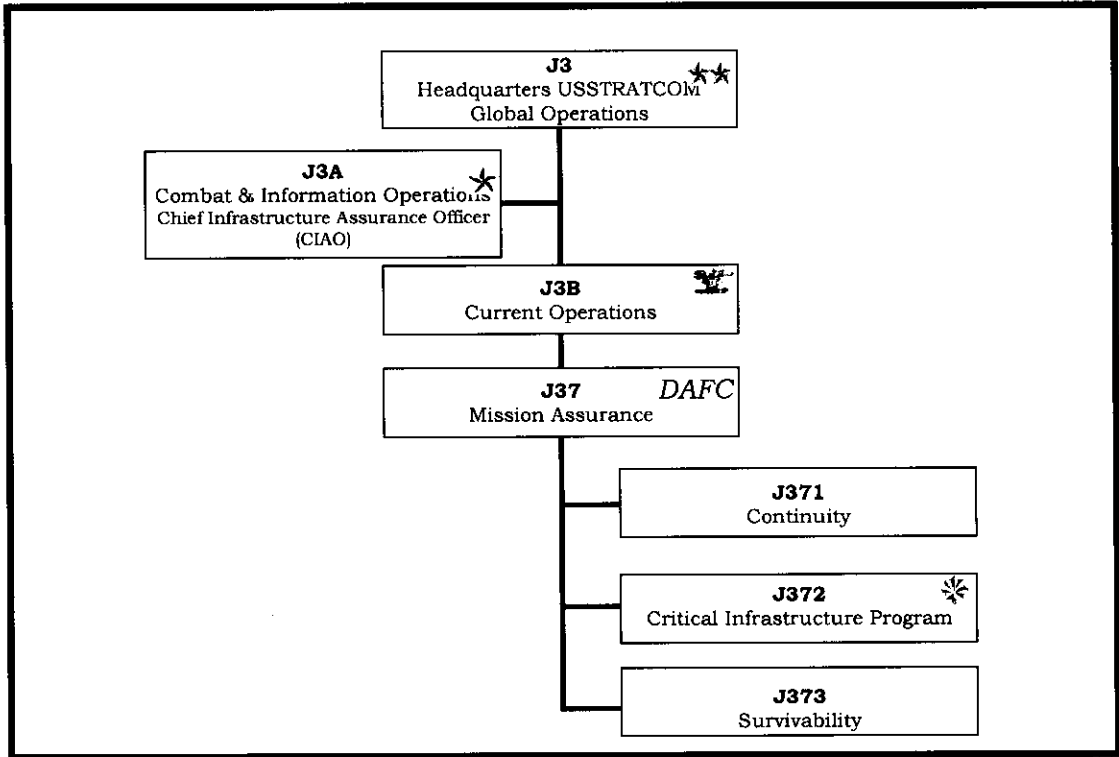 J3
Headquarters USSTRATCOM
Global Operations
J3A
Combat & Information Operations
Chief Infrastructure Assurance Officer
(CIAO)
J3B
Current Operations
J37
DAFC
Mission Assurance
J371
Continuity
J372
Critical Infrastructure Program
J373
Survivability